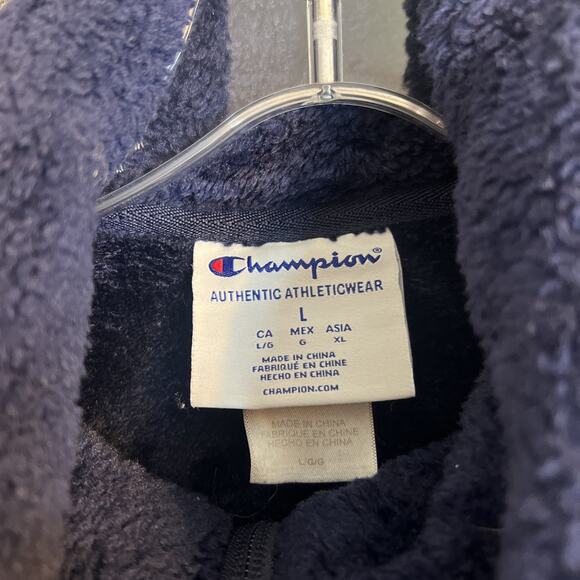 Champion®
AUTHENTIC ATHLETICWEAR
L
CA MEX ASIA
L/G G XL
MADE IN CHINA
FABRIQUÉ EN CHINE
HECHO EN CHINA
CHAMPION.COM
MADE IN CHINA
FABRIQUE EN CHINE
HECHO EN CHINA
L/G/G